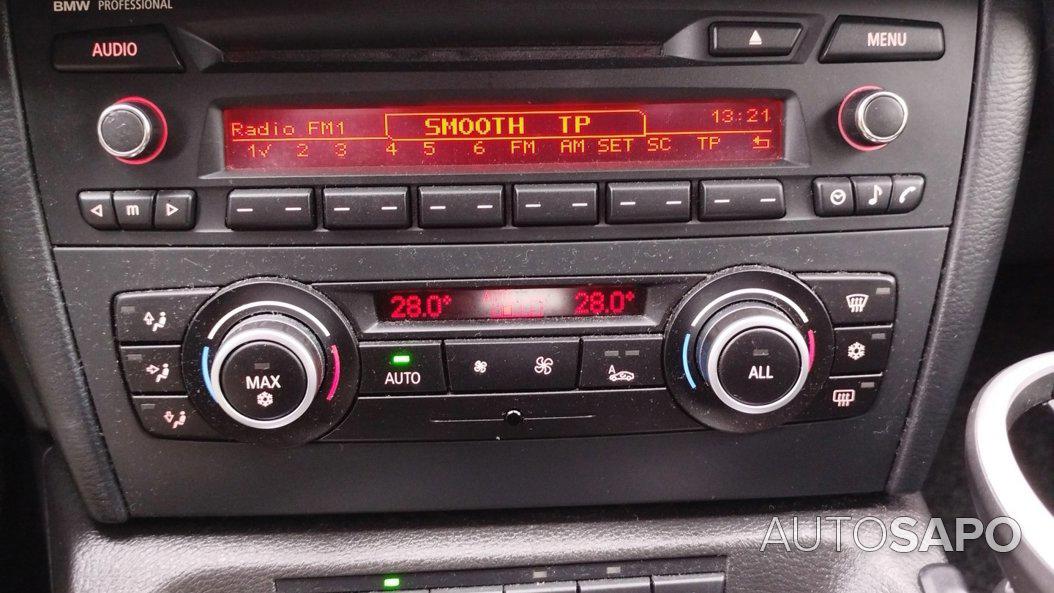 BMW PROFESSIONAL
AUDIO
MENU
Radio FM1
SMOOTH TP
13:21
1✓ 2 3 4 5 6 FM AM SET SC TP
m
28.0°
AUTO
28.0°
MAX
AUTO
A
ALL
AUTOSAPO